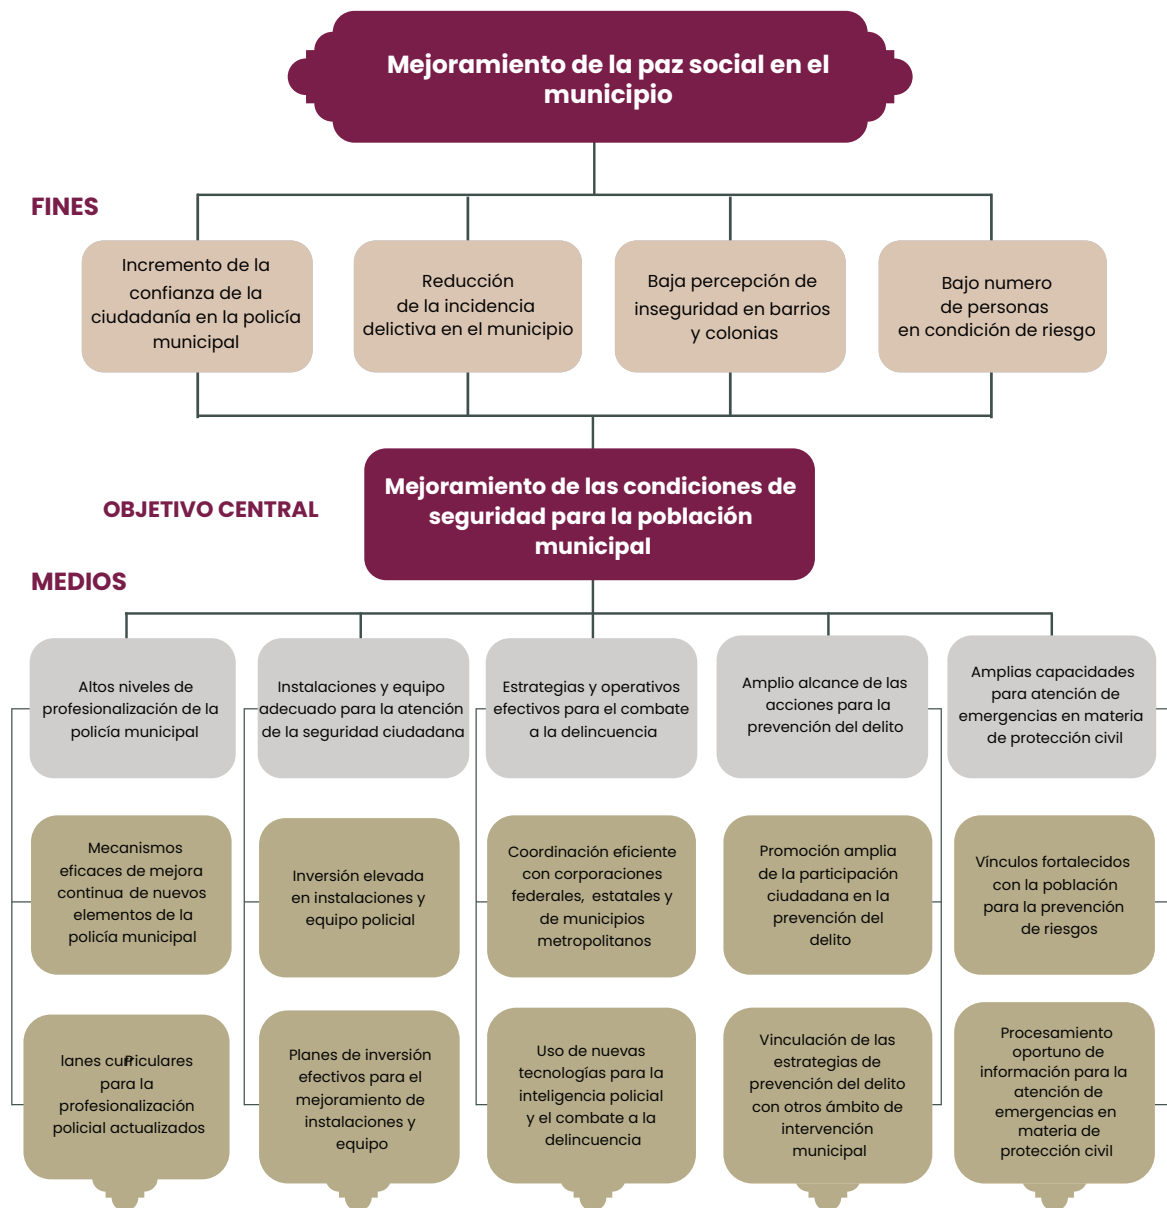 Mejoramiento de la paz social en el
municipio
FINES
Incremento de la
confianza de la
ciudadanía en la policía
municipal
Reducción
de la incidencia
delictiva en el municipio
Baja percepción de
inseguridad en barrios
y colonias
Bajo numero
de personas
en condición de riesgo
OBJETIVO CENTRAL
Mejoramiento de las condiciones de
seguridad para la población
municipal
MEDIOS
Altos niveles de
profesionalización de la
policía municipal
Instalaciones y equipo
adecuado para la atención
de la seguridad ciudadana
Estrategias y operativos
efectivos para el combate
a la delincuencia
Amplio alcance de las
acciones para la
prevención del delito
Amplias capacidades
para atención de
emergencias en materia
de protección civil
Mecanismos
eficaces de mejora
continua de nuevos
elementos de la
policía municipal
Inversión elevada
en instalaciones y
equipo policial
Coordinación eficiente
con corporaciones
federales, estatales y
de municipios
metropolitanos
Promoción amplia
de la participación
ciudadana en la
prevención del
delito
Vínculos fortalecidos
con la población
para la prevención
de riesgos
P
lanes curriculares
para la
profesionalización
policial actualizados
Planes de inversión
efectivos para el
mejoramiento de
instalaciones y
equipo
Uso de nuevas
tecnologías para la
inteligencia policial
y el combate a la
delincuencia
Vinculación de las
estrategias de
prevención del delito
con otros ámbito de
intervención
municipal
Procesamiento
oportuno de
información para la
atención de
emergencias en
materia de
protección civil